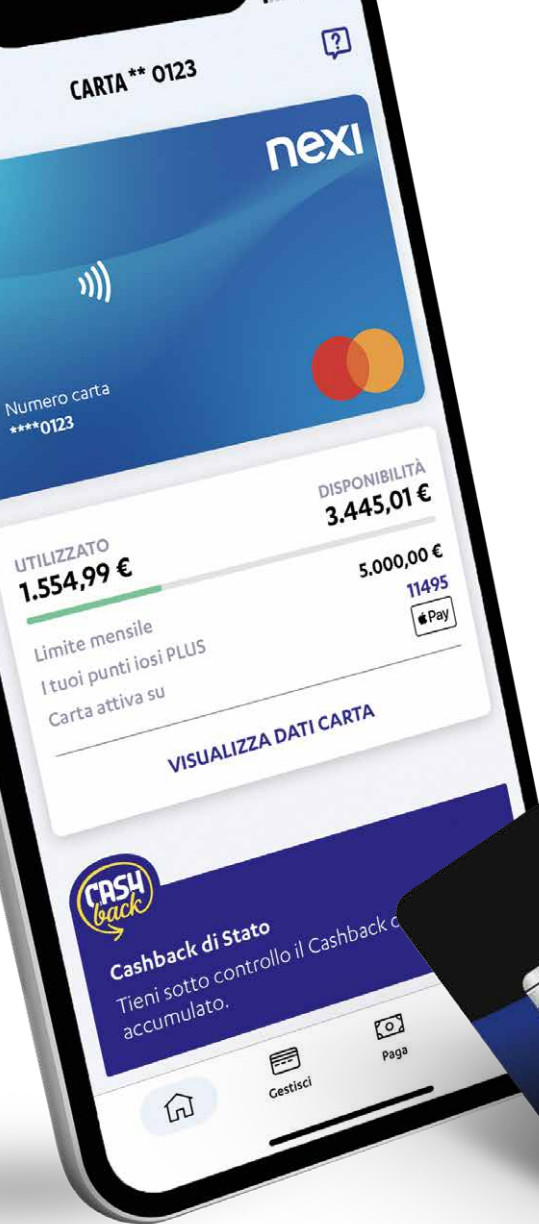 CARTA ** 0123
nexi
Numero carta
****0123
UTILIZZATO
1.554,99 €
DISPONIBILITÀ
3.445,01 €
Limite mensile
5.000,00 €
I tuoi punti iosi PLUS
11495
Carta attiva su
Pay
VISUALIZZA DATI CARTA
CASH
back
Cashback di Stato
Tieni sotto controllo il Cashback
accumulato.
Gestisci
Paga